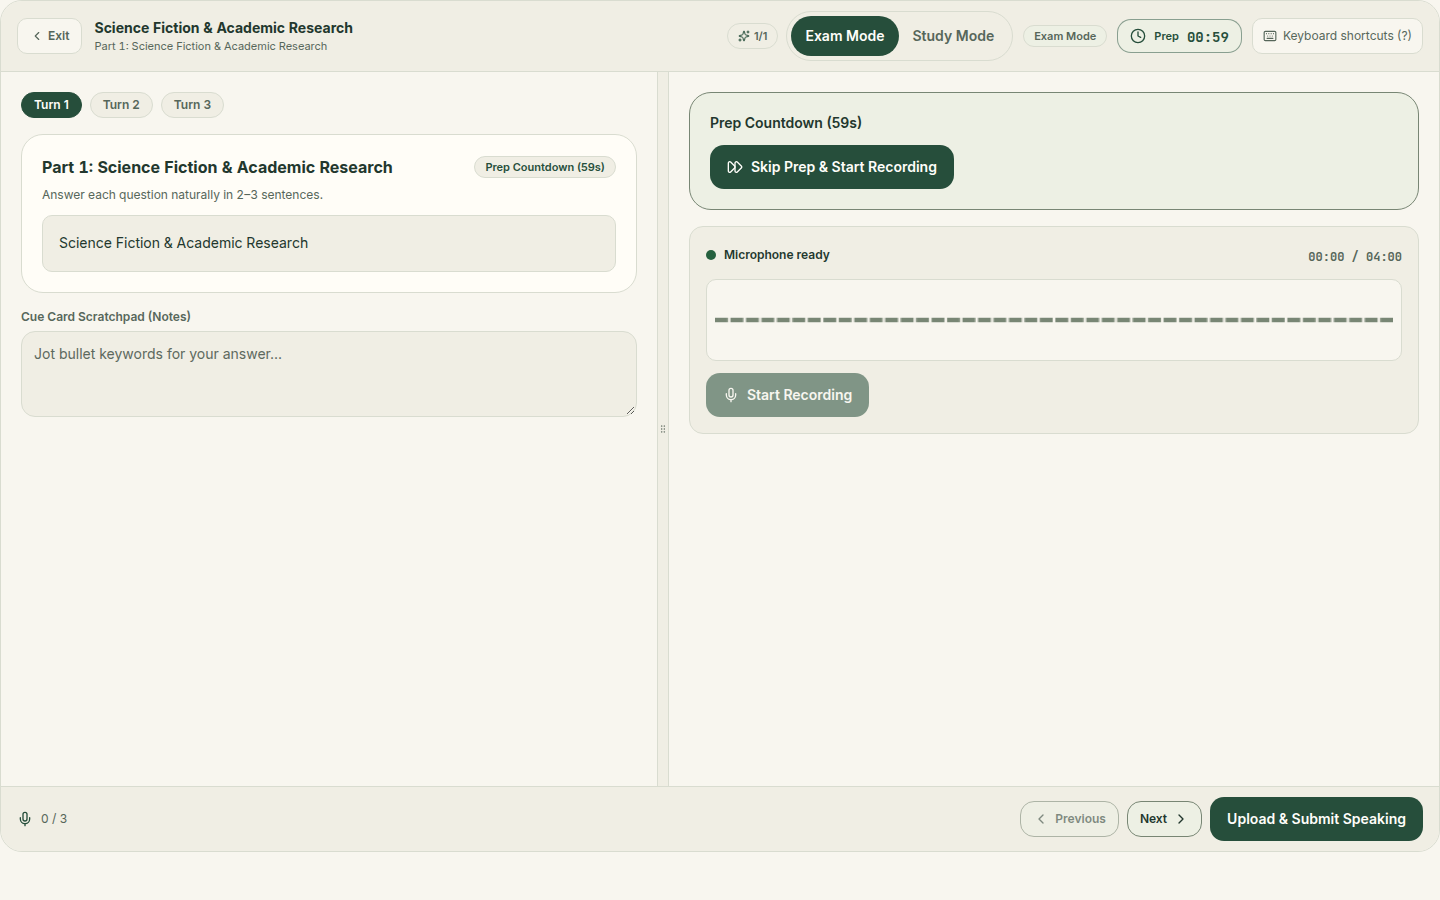 Exit
Science Fiction & Academic Research
Part 1: Science Fiction & Academic Research
1/1
Exam Mode
Study Mode
Exam Mode
Prep 00:59
Keyboard shortcuts (?)
Turn 1
Turn 2
Turn 3
Part 1: Science Fiction & Academic Research
Prep Countdown (59s)
Answer each question naturally in 2–3 sentences.
Science Fiction & Academic Research
Cue Card Scratchpad (Notes)
Jot bullet keywords for your answer...
Prep Countdown (59s)
Skip Prep & Start Recording
Microphone ready
00:00 / 04:00
Start Recording
0 / 3
Previous
Next
Upload & Submit Speaking